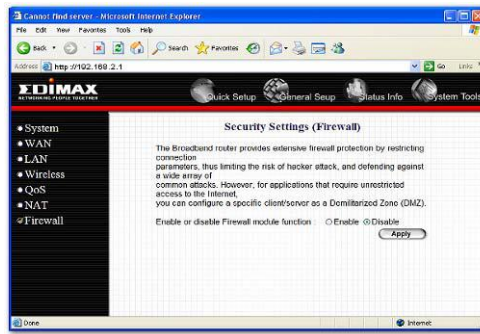 Cannot find server - Microsoft Internet Explorer
File Edit View Favorites Tools Help
Back Search Favorites
Address http://192.168.2.1 Go Links
EDIMAX
NETWORKING PEOPLE TOGETHER
Quick Setup General Seup Status Info System Tools
System
WAN
LAN
Wireless
QoS
NAT
Firewall
Security Settings (Firewall)
The Broadband router provides extensive firewall protection by restricting
connection
parameters, thus limiting the risk of hacker attack, and defending against
a wide array of
common attacks. However, for applications that require unrestricted
access to the Internet,
you can configure a specific client/server as a Demilitarized Zone (DMZ).
Enable or disable Firewall module function : Enable Disable
Apply
Done Internet